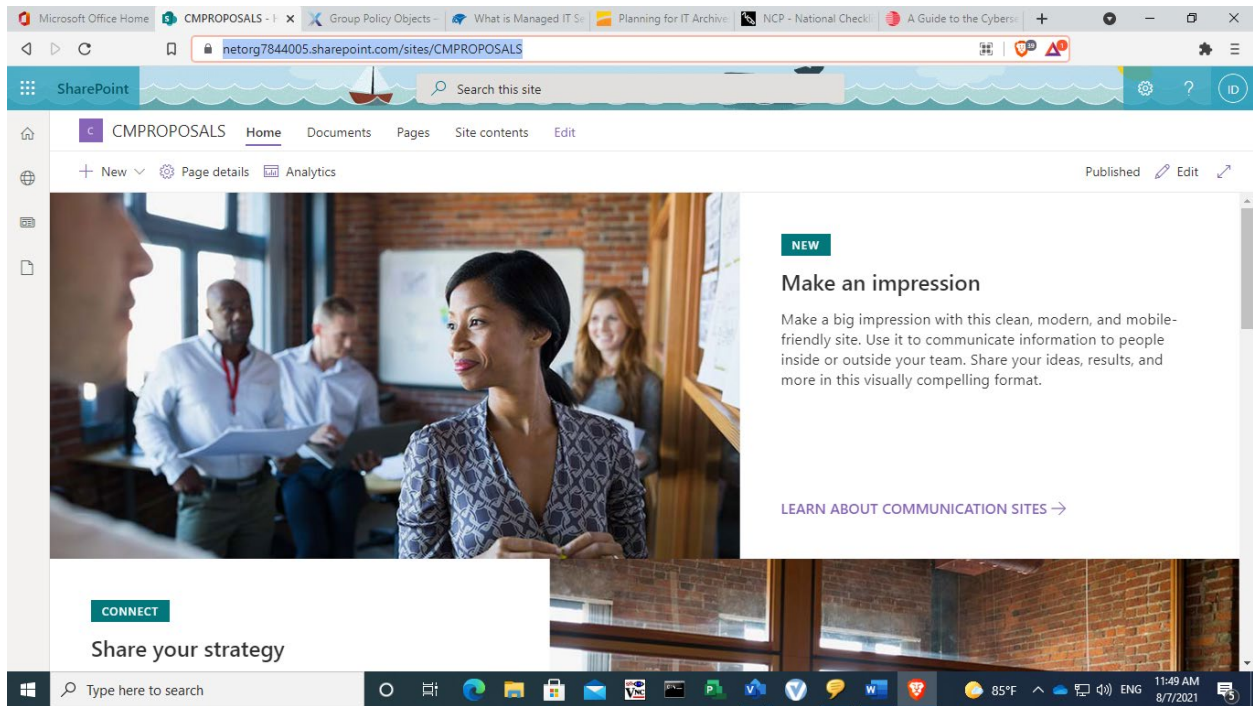 Microsoft Office Home
CMPROPOSALS - H
Group Policy Objects -
What is Managed IT Se
Planning for IT Archive
NCP - National Checkli
A Guide to the Cyberse
netorg7844005.sharepoint.com/sites/CMPROPOSALS
SharePoint
Search this site
ID
C
CMPROPOSALS Home Documents Pages Site contents Edit
New Page details Analytics Published Edit
NEW
Make an impression
Make a big impression with this clean, modern, and mobile-
friendly site. Use it to communicate information to people
inside or outside your team. Share your ideas, results, and
more in this visually compelling format.
LEARN ABOUT COMMUNICATION SITES
CONNECT
Share your strategy
Type here to search
85°F
ENG
11:49 AM
8/7/2021
5